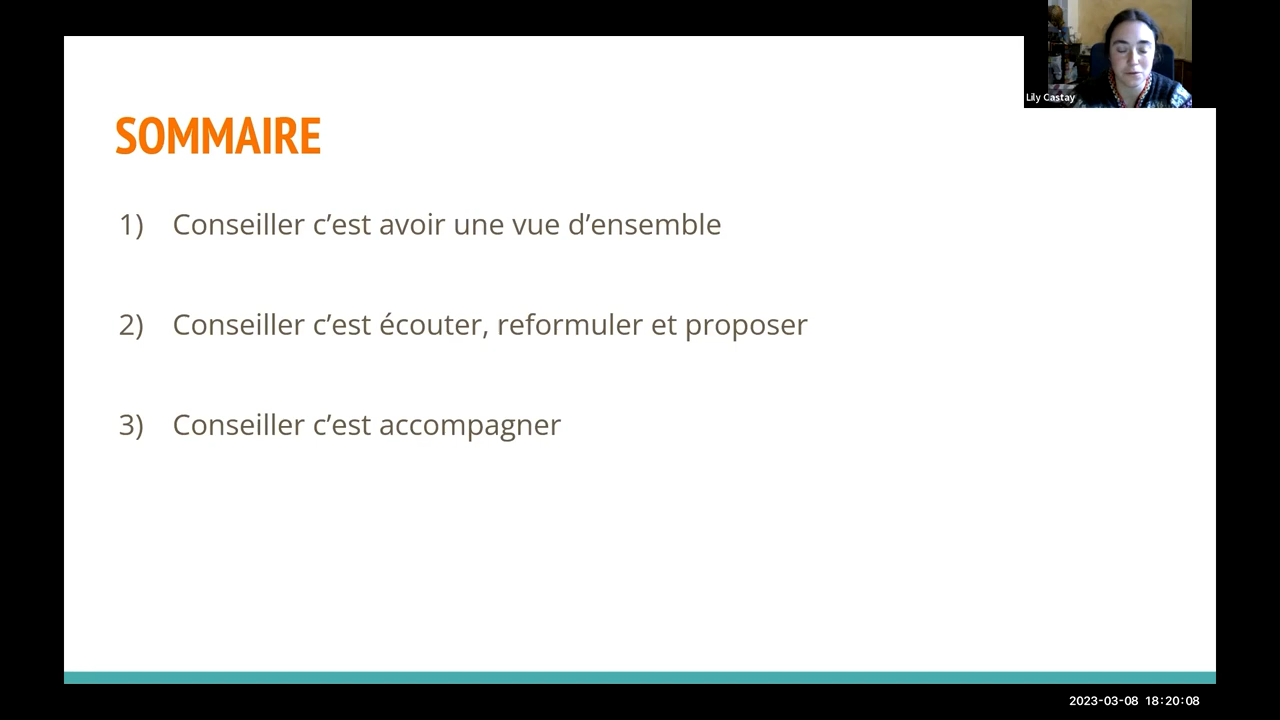 Lily Castay
SOMMAIRE
1) Conseiller c’est avoir une vue d’ensemble
2) Conseiller c’est écouter, reformuler et proposer
3) Conseiller c’est accompagner
2023-03-08 18:20:08